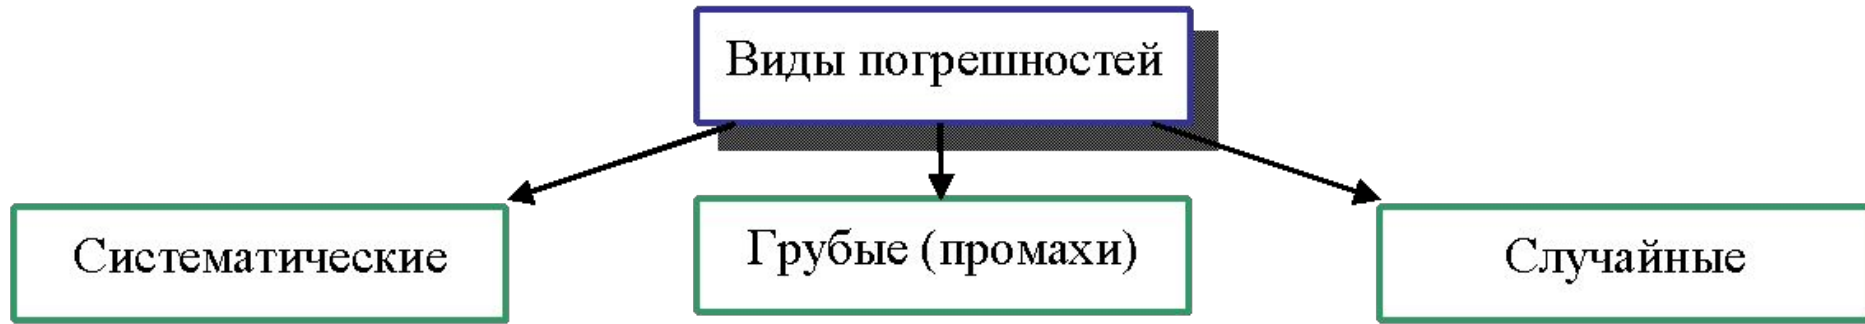 Виды погрешностей
Систематические
Грубые (промахи)
Случайные